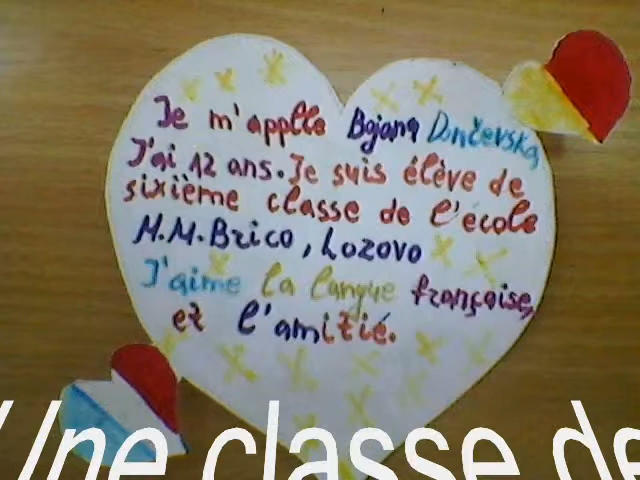 Je m'applle Bojana Dončevska
J'ai 12 ans. Je suis élève de
sixième classe de l'école
M.M.Brico, Lozovo
J'aime la langue française,
et l'amitié.
Une classe de